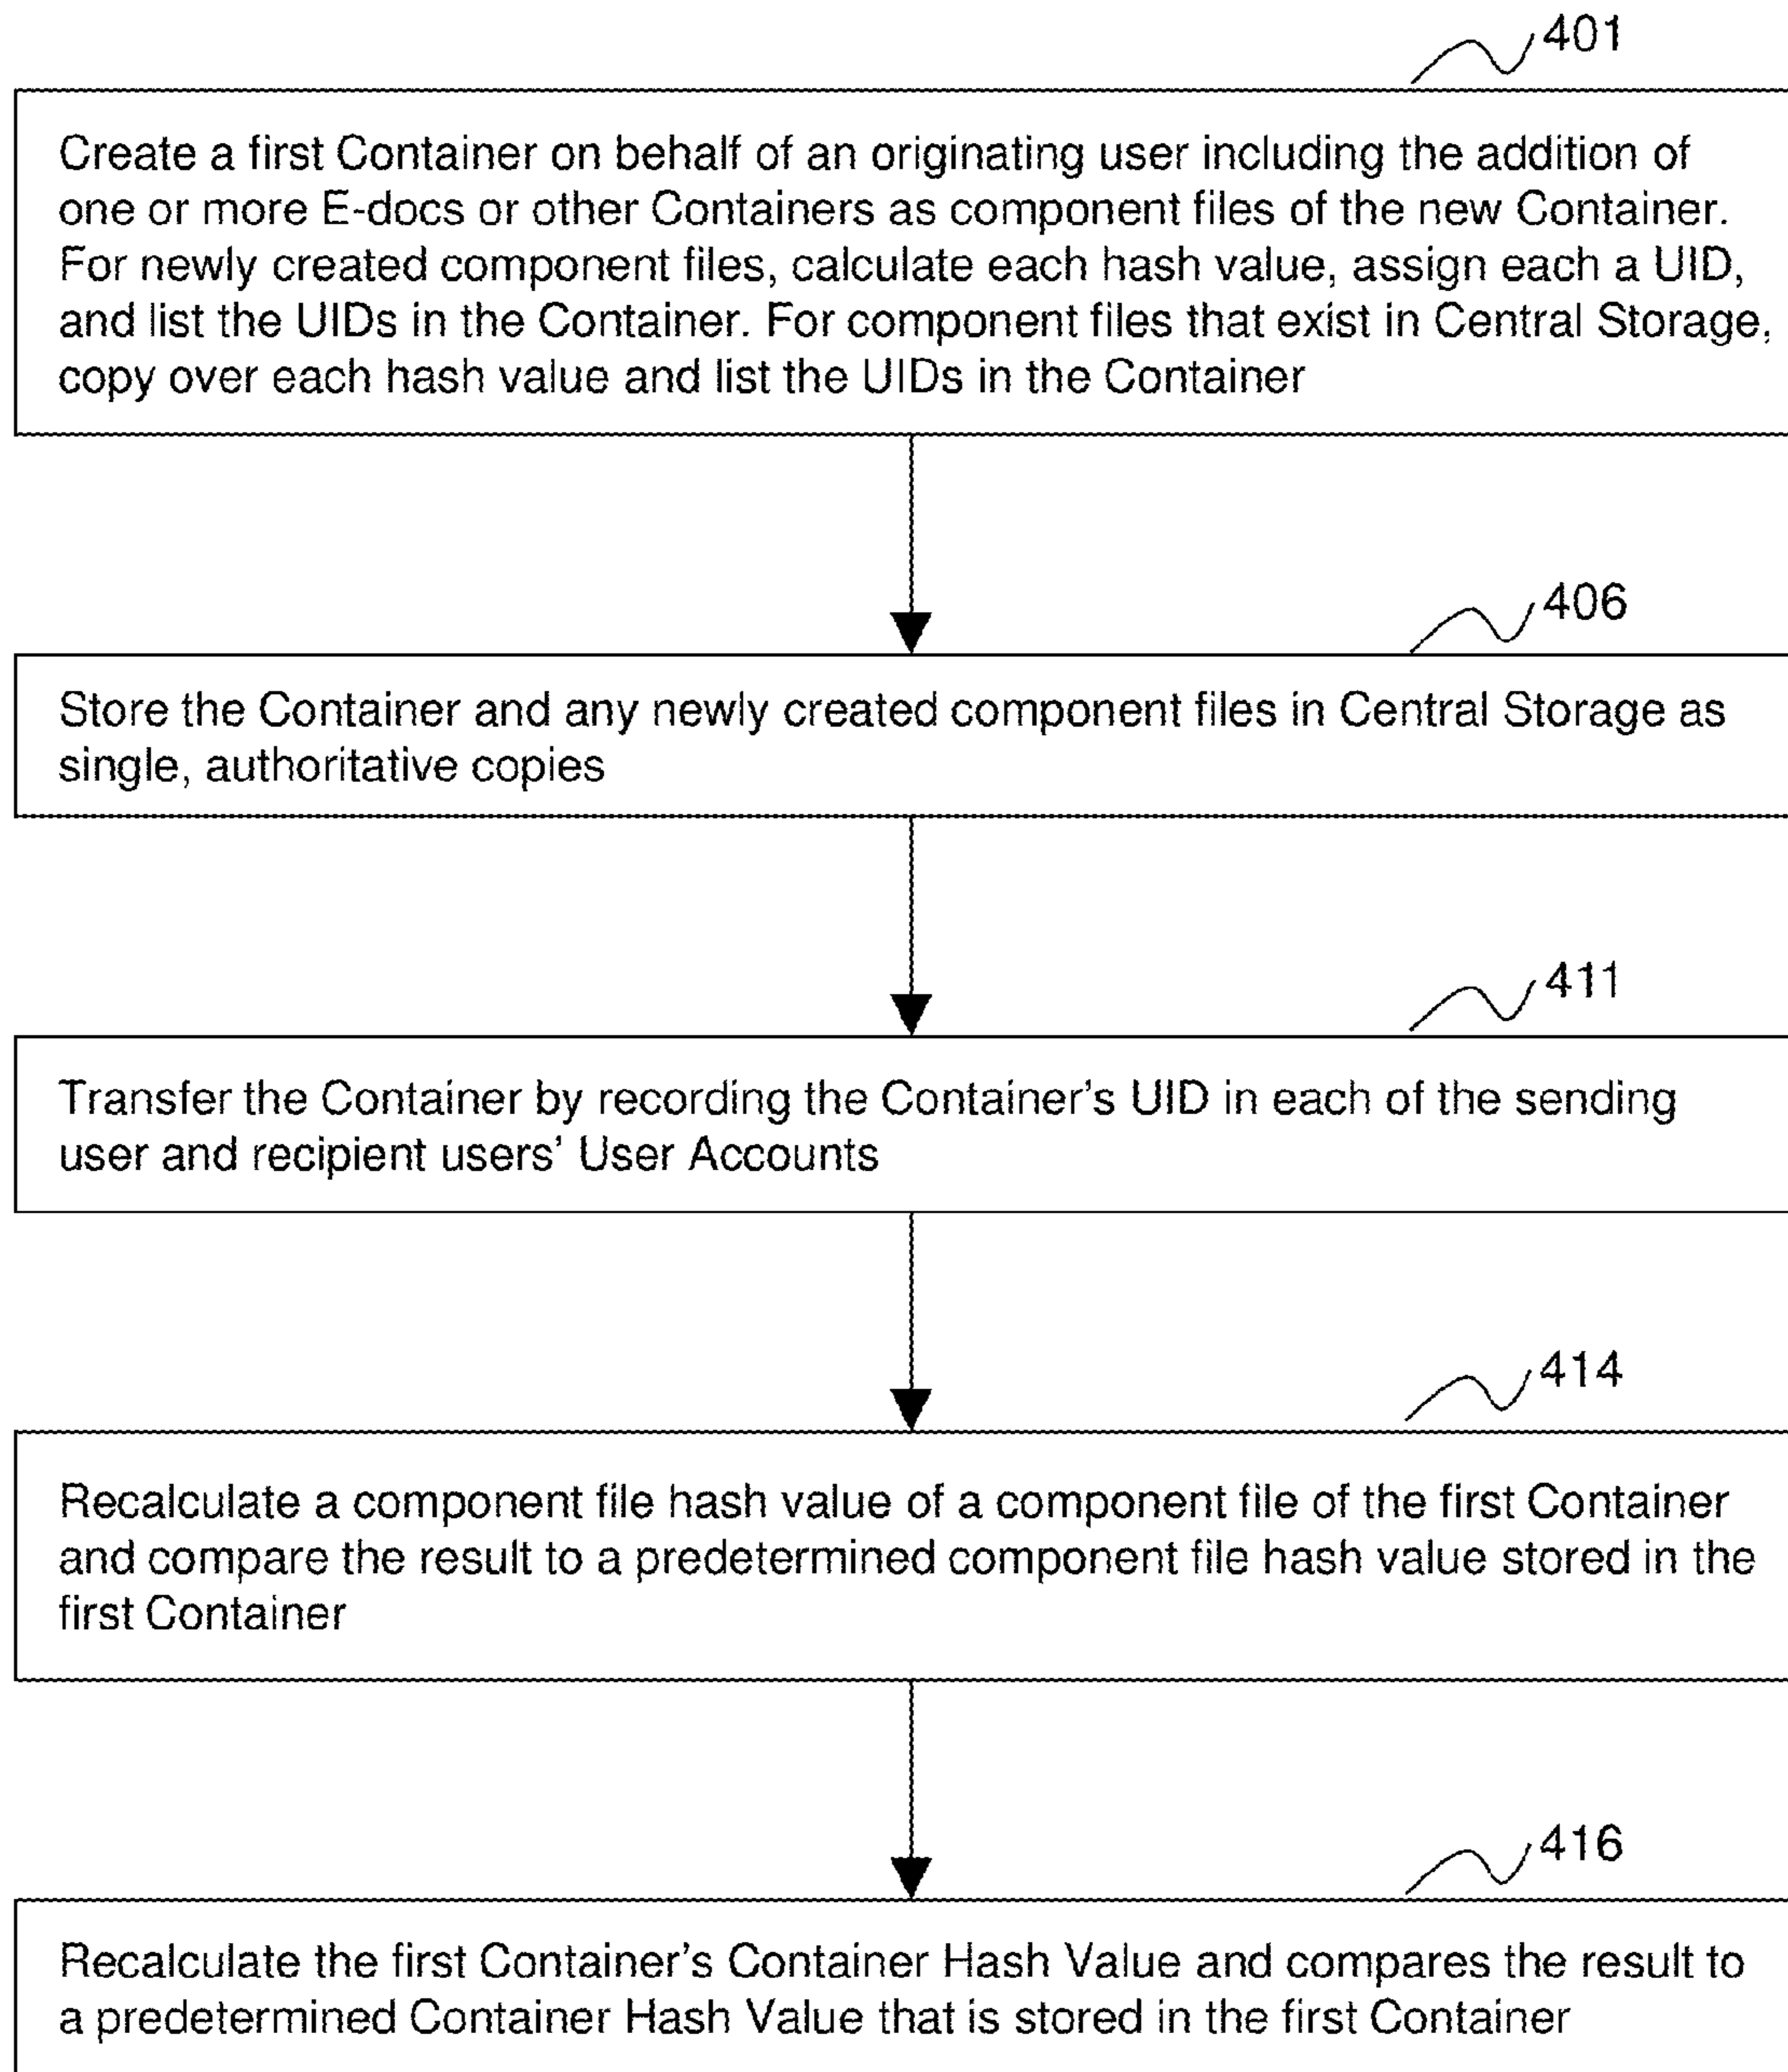 401
Create a first Container on behalf of an originating user including the addition of
one or more E-docs or other Containers as component files of the new Container.
For newly created component files, calculate each hash value, assign each a UID,
and list the UIDs in the Container. For component files that exist in Central Storage,
copy over each hash value and list the UIDs in the Container
406
Store the Container and any newly created component files in Central Storage as
single, authoritative copies
411
Transfer the Container by recording the Container's UID in each of the sending
user and recipient users' User Accounts
414
Recalculate a component file hash value of a component file of the first Container
and compare the result to a predetermined component file hash value stored in the
first Container
416
Recalculate the first Container's Container Hash Value and compares the result to
a predetermined Container Hash Value that is stored in the first Container